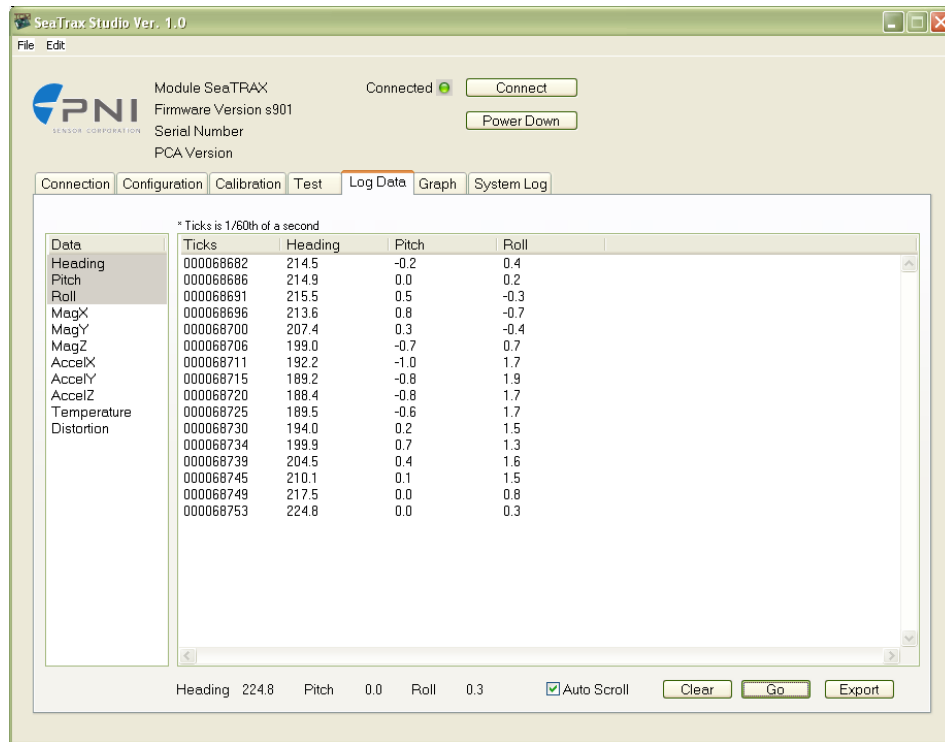 SeaTrax Studio Ver. 1.0
File Edit
PNI
SENSOR CORPORATION
Module SeaTRAX
Firmware Version s901
Serial Number
PCA Version
Connected
Connect
Power Down
Connection Configuration Calibration Test Log Data Graph System Log
* Ticks is 1/60th of a second
Data
Heading
Pitch
Roll
MagX
MagY
MagZ
AccelX
AccelY
AccelZ
Temperature
Distortion
Ticks Heading Pitch Roll
000068682 214.5 -0.2 0.4
000068686 214.9 0.0 0.2
000068691 215.5 0.5 -0.3
000068696 213.6 0.8 -0.7
000068700 207.4 0.3 -0.4
000068706 199.0 -0.7 0.7
000068711 192.2 -1.0 1.7
000068715 189.2 -0.8 1.9
000068720 188.4 -0.8 1.7
000068725 189.5 -0.6 1.7
000068730 194.0 0.2 1.5
000068734 199.9 0.7 1.3
000068739 204.5 0.4 1.6
000068745 210.1 0.1 1.5
000068749 217.5 0.0 0.8
000068753 224.8 0.0 0.3
Heading 224.8 Pitch 0.0 Roll 0.3 Auto Scroll Clear Go Export